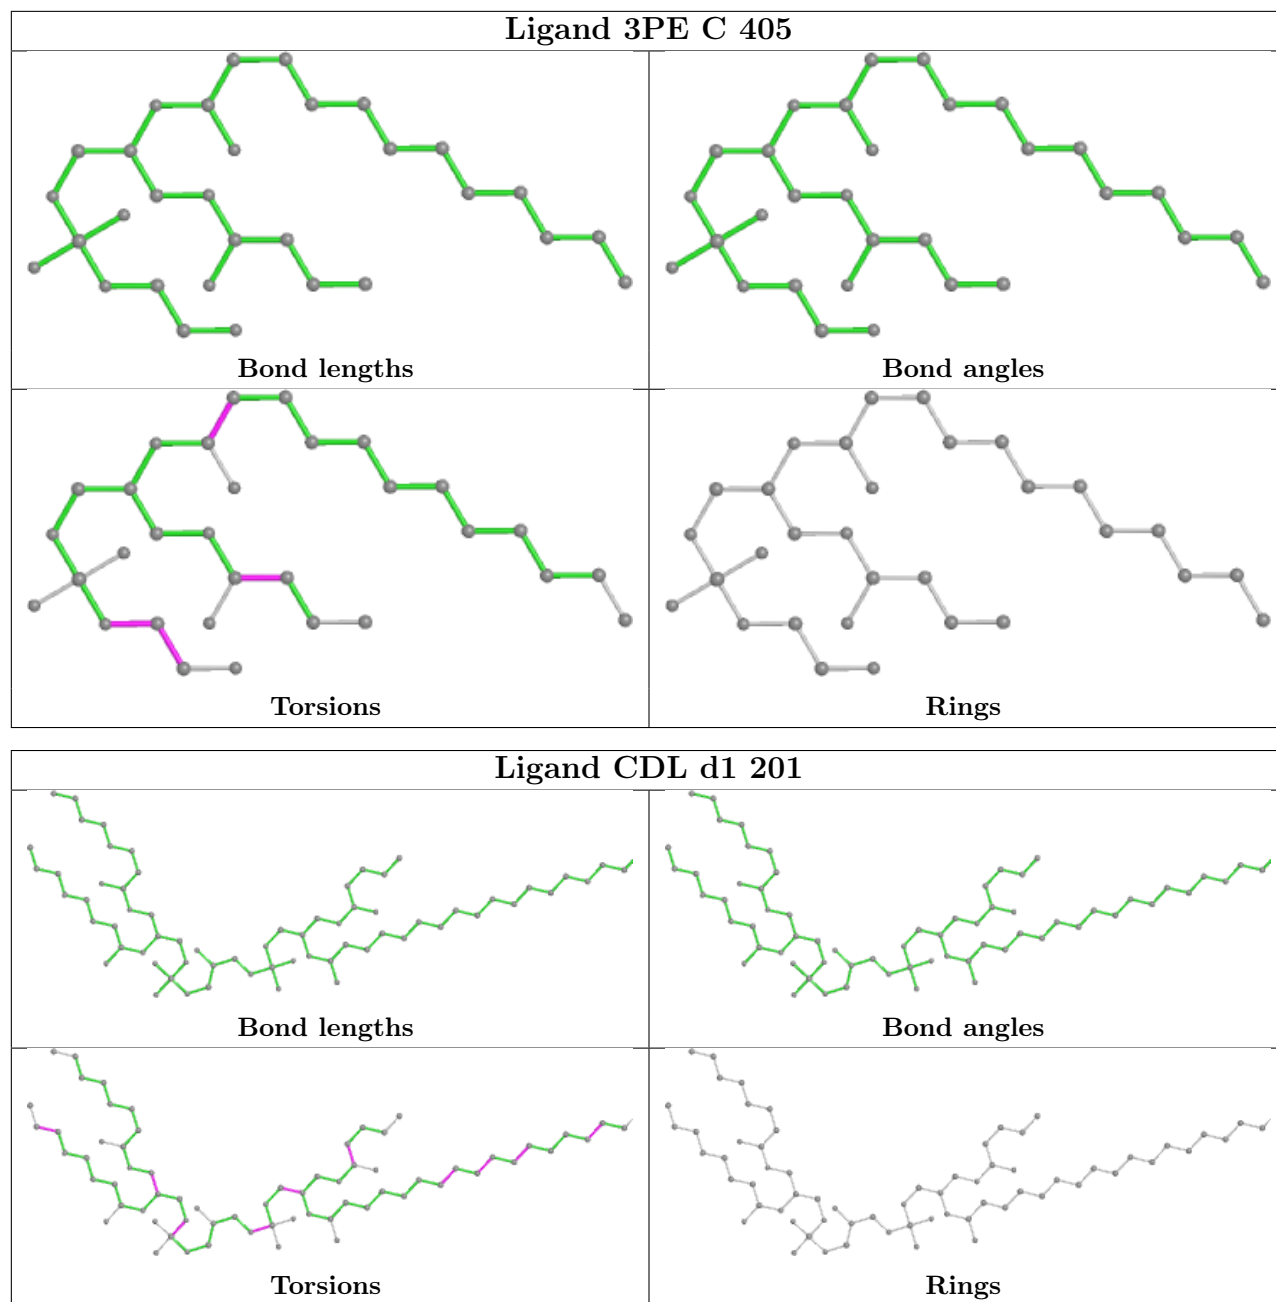 Ligand 3PE C 405
Bond lengths
Bond angles
Torsions
Rings
Ligand CDL d1 201
Bond lengths
Bond angles
Torsions
Rings